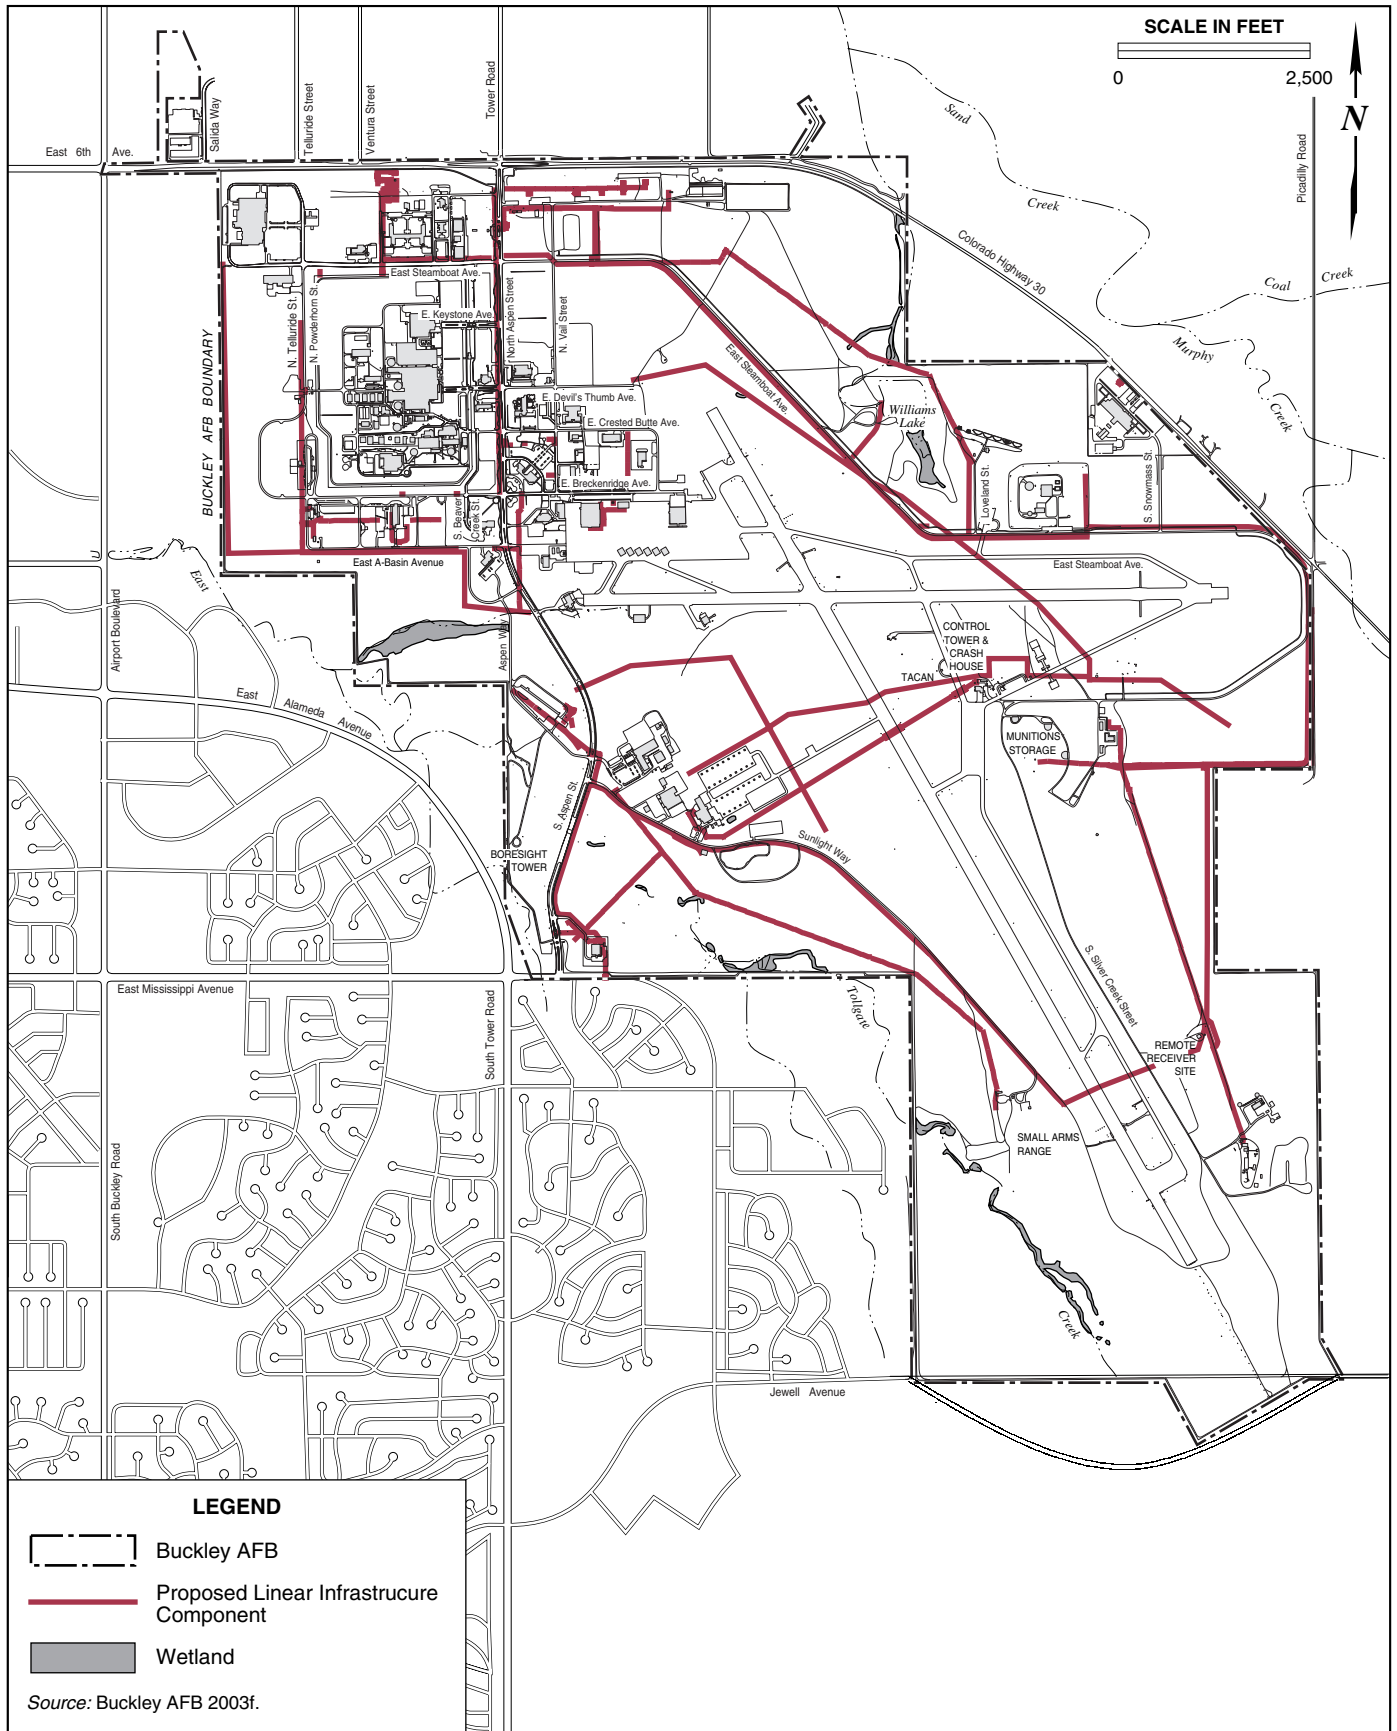 SCALE IN FEET
0 2,500
N
Salida Way
Telluride Street
Ventura Street
Tower Road
Sand
Creek
Picadilly Road
East 6th Ave.
Colorado Highway 30
Coal Creek
Murphy
Creek
East Steamboat Ave.
E. Keystone Ave.
N. Telluride St.
N. Powderhorn St.
North Aspen Street
N. Vail Street
BUCKLEY AFB BOUNDARY
East Steamboat Ave.
E. Devil's Thumb Ave.
E. Crested Butte Ave.
Williams
Lake
E. Breckenridge Ave.
Loveland St.
S. Snowmass St.
S. Beaver
Creek St.
East A-Basin Avenue
East Steamboat Ave.
East
Airport Boulevard
Aspen Way
CONTROL
TOWER &
CRASH
HOUSE
TACAN
East
Alameda Avenue
MUNITIONS
STORAGE
S. Aspen St.
Sunlight Way
BORESIGHT
TOWER
East Mississippi Avenue
South Tower Road
Tollgate
S. Silver Creek Street
REMOTE
RECEIVER
SITE
SMALL ARMS
RANGE
South Buckley Road
Creek
Jewell Avenue
LEGEND
Buckley AFB
Proposed Linear Infrastrucure
Component
Wetland
Source: Buckley AFB 2003f.